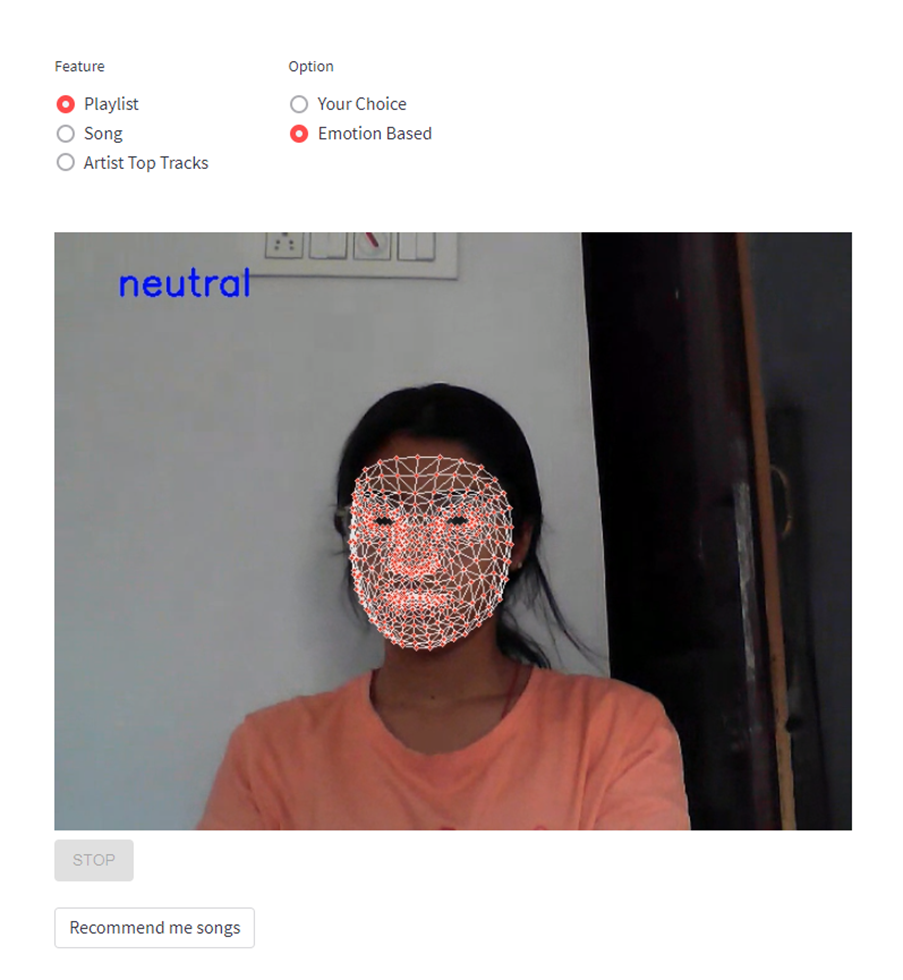 Feature
Playlist
Song
Artist Top Tracks
Option
Your Choice
Emotion Based
neutral
STOP
Recommend me songs